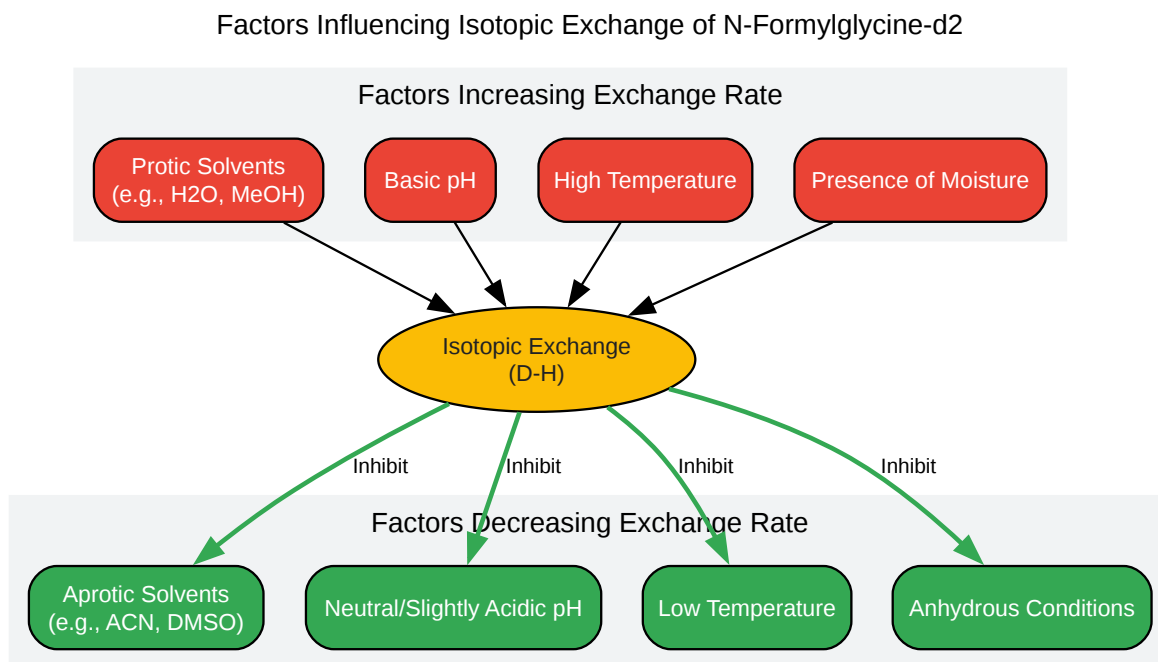 Factors Influencing Isotopic Exchange of N-Formylglycine-d2
Factors Increasing Exchange Rate
Protic Solvents
(e.g., H2O, MeOH)
Basic pH
High Temperature
Presence of Moisture
Isotopic Exchange
(D-H)
Inhibit
Inhibit
Inhibit
Inhibit
Factors Decreasing Exchange Rate
Aprotic Solvents
(e.g., ACN, DMSO)
Neutral/Slightly Acidic pH
Low Temperature
Anhydrous Conditions